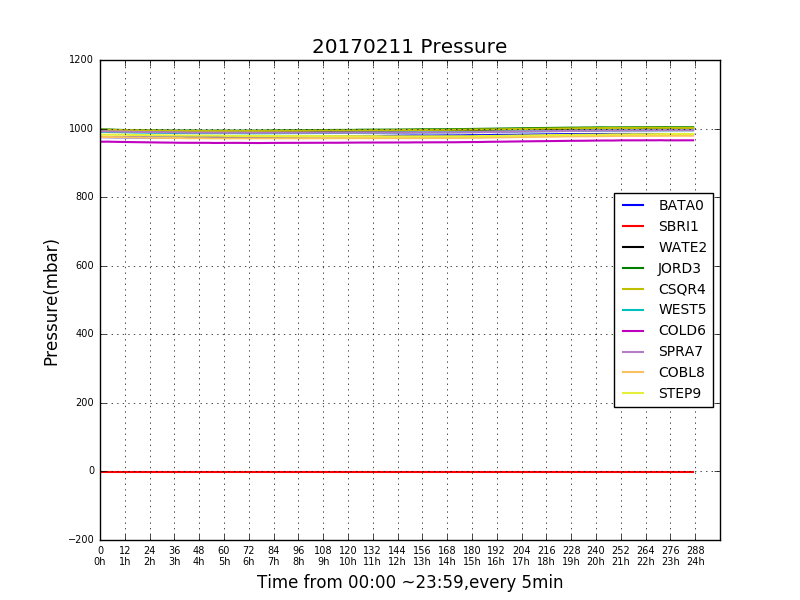 20170211 Pressure
1200
1000
800
600
400
200
0
−200
Pressure(mbar)
BATA0
SBRI1
WATE2
JORD3
CSQR4
WEST5
COLD6
SPRA7
COBL8
STEP9
0 12 24 36 48 60 72 84 96 108 120 132 144 156 168 180 192 204 216 228 240 252 264 276 288
0h 1h 2h 3h 4h 5h 6h 7h 8h 9h 10h 11h 12h 13h 14h 15h 16h 17h 18h 19h 20h 21h 22h 23h 24h
Time from 00:00 ~23:59,every 5min